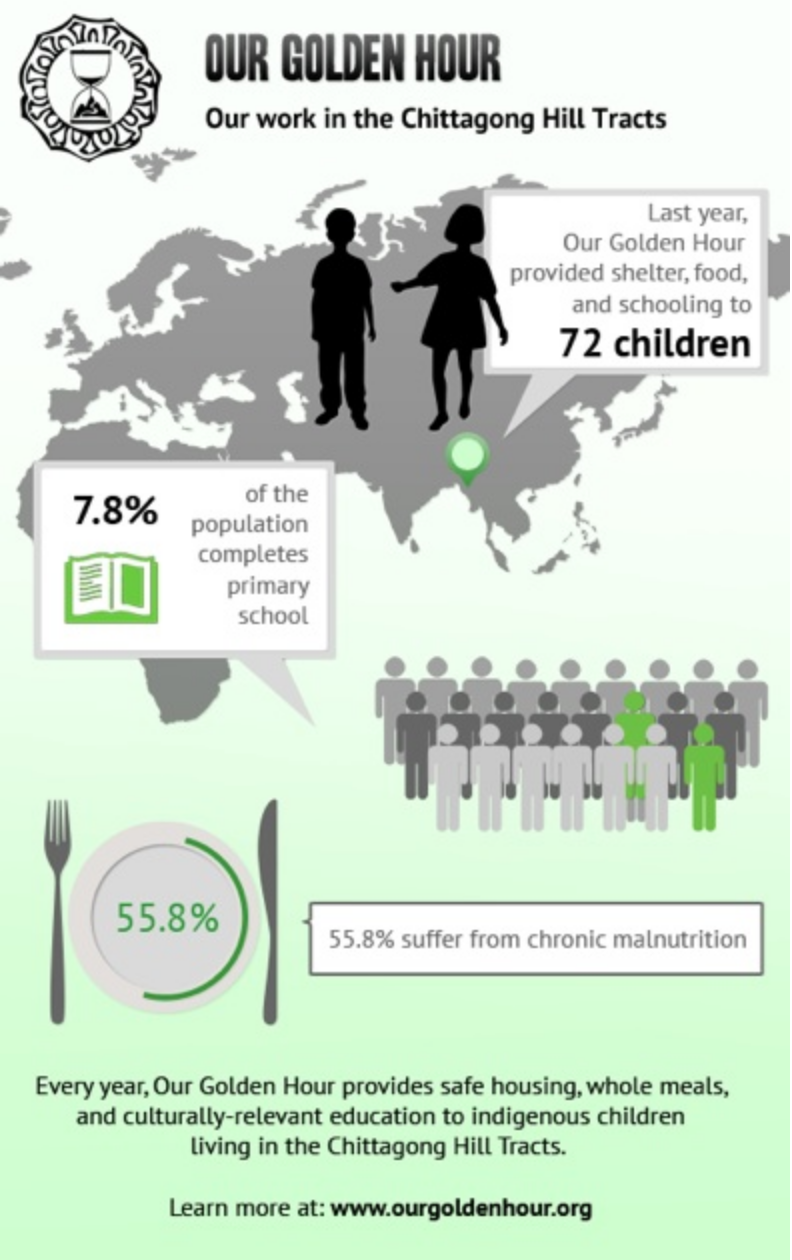 OUR GOLDEN HOUR
Our work in the Chittagong Hill Tracts
Last year,
Our Golden Hour
provided shelter, food,
and schooling to
72 children
7.8%
of the
population
completes
primary
school
55.8%
55.8% suffer from chronic malnutrition
Every year, Our Golden Hour provides safe housing, whole meals,
and culturally-relevant education to indigenous children
living in the Chittagong Hill Tracts.
Learn more at: www.ourgoldenhour.org